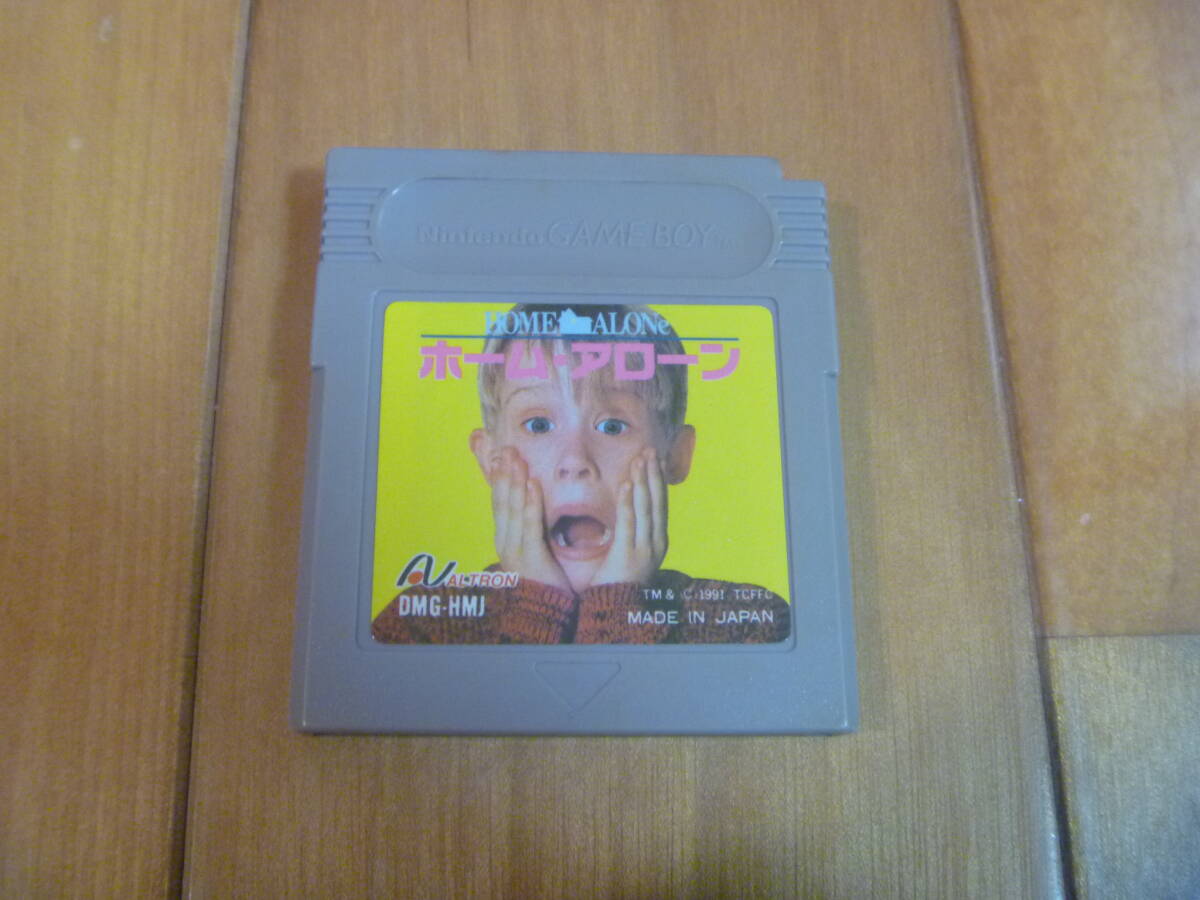 Nintendo GAME BOY TM
HOME ALONe
ホーム・アローン
ALTRON
DMG-HMJ
TM & © 1991 TCFFC
MADE IN JAPAN